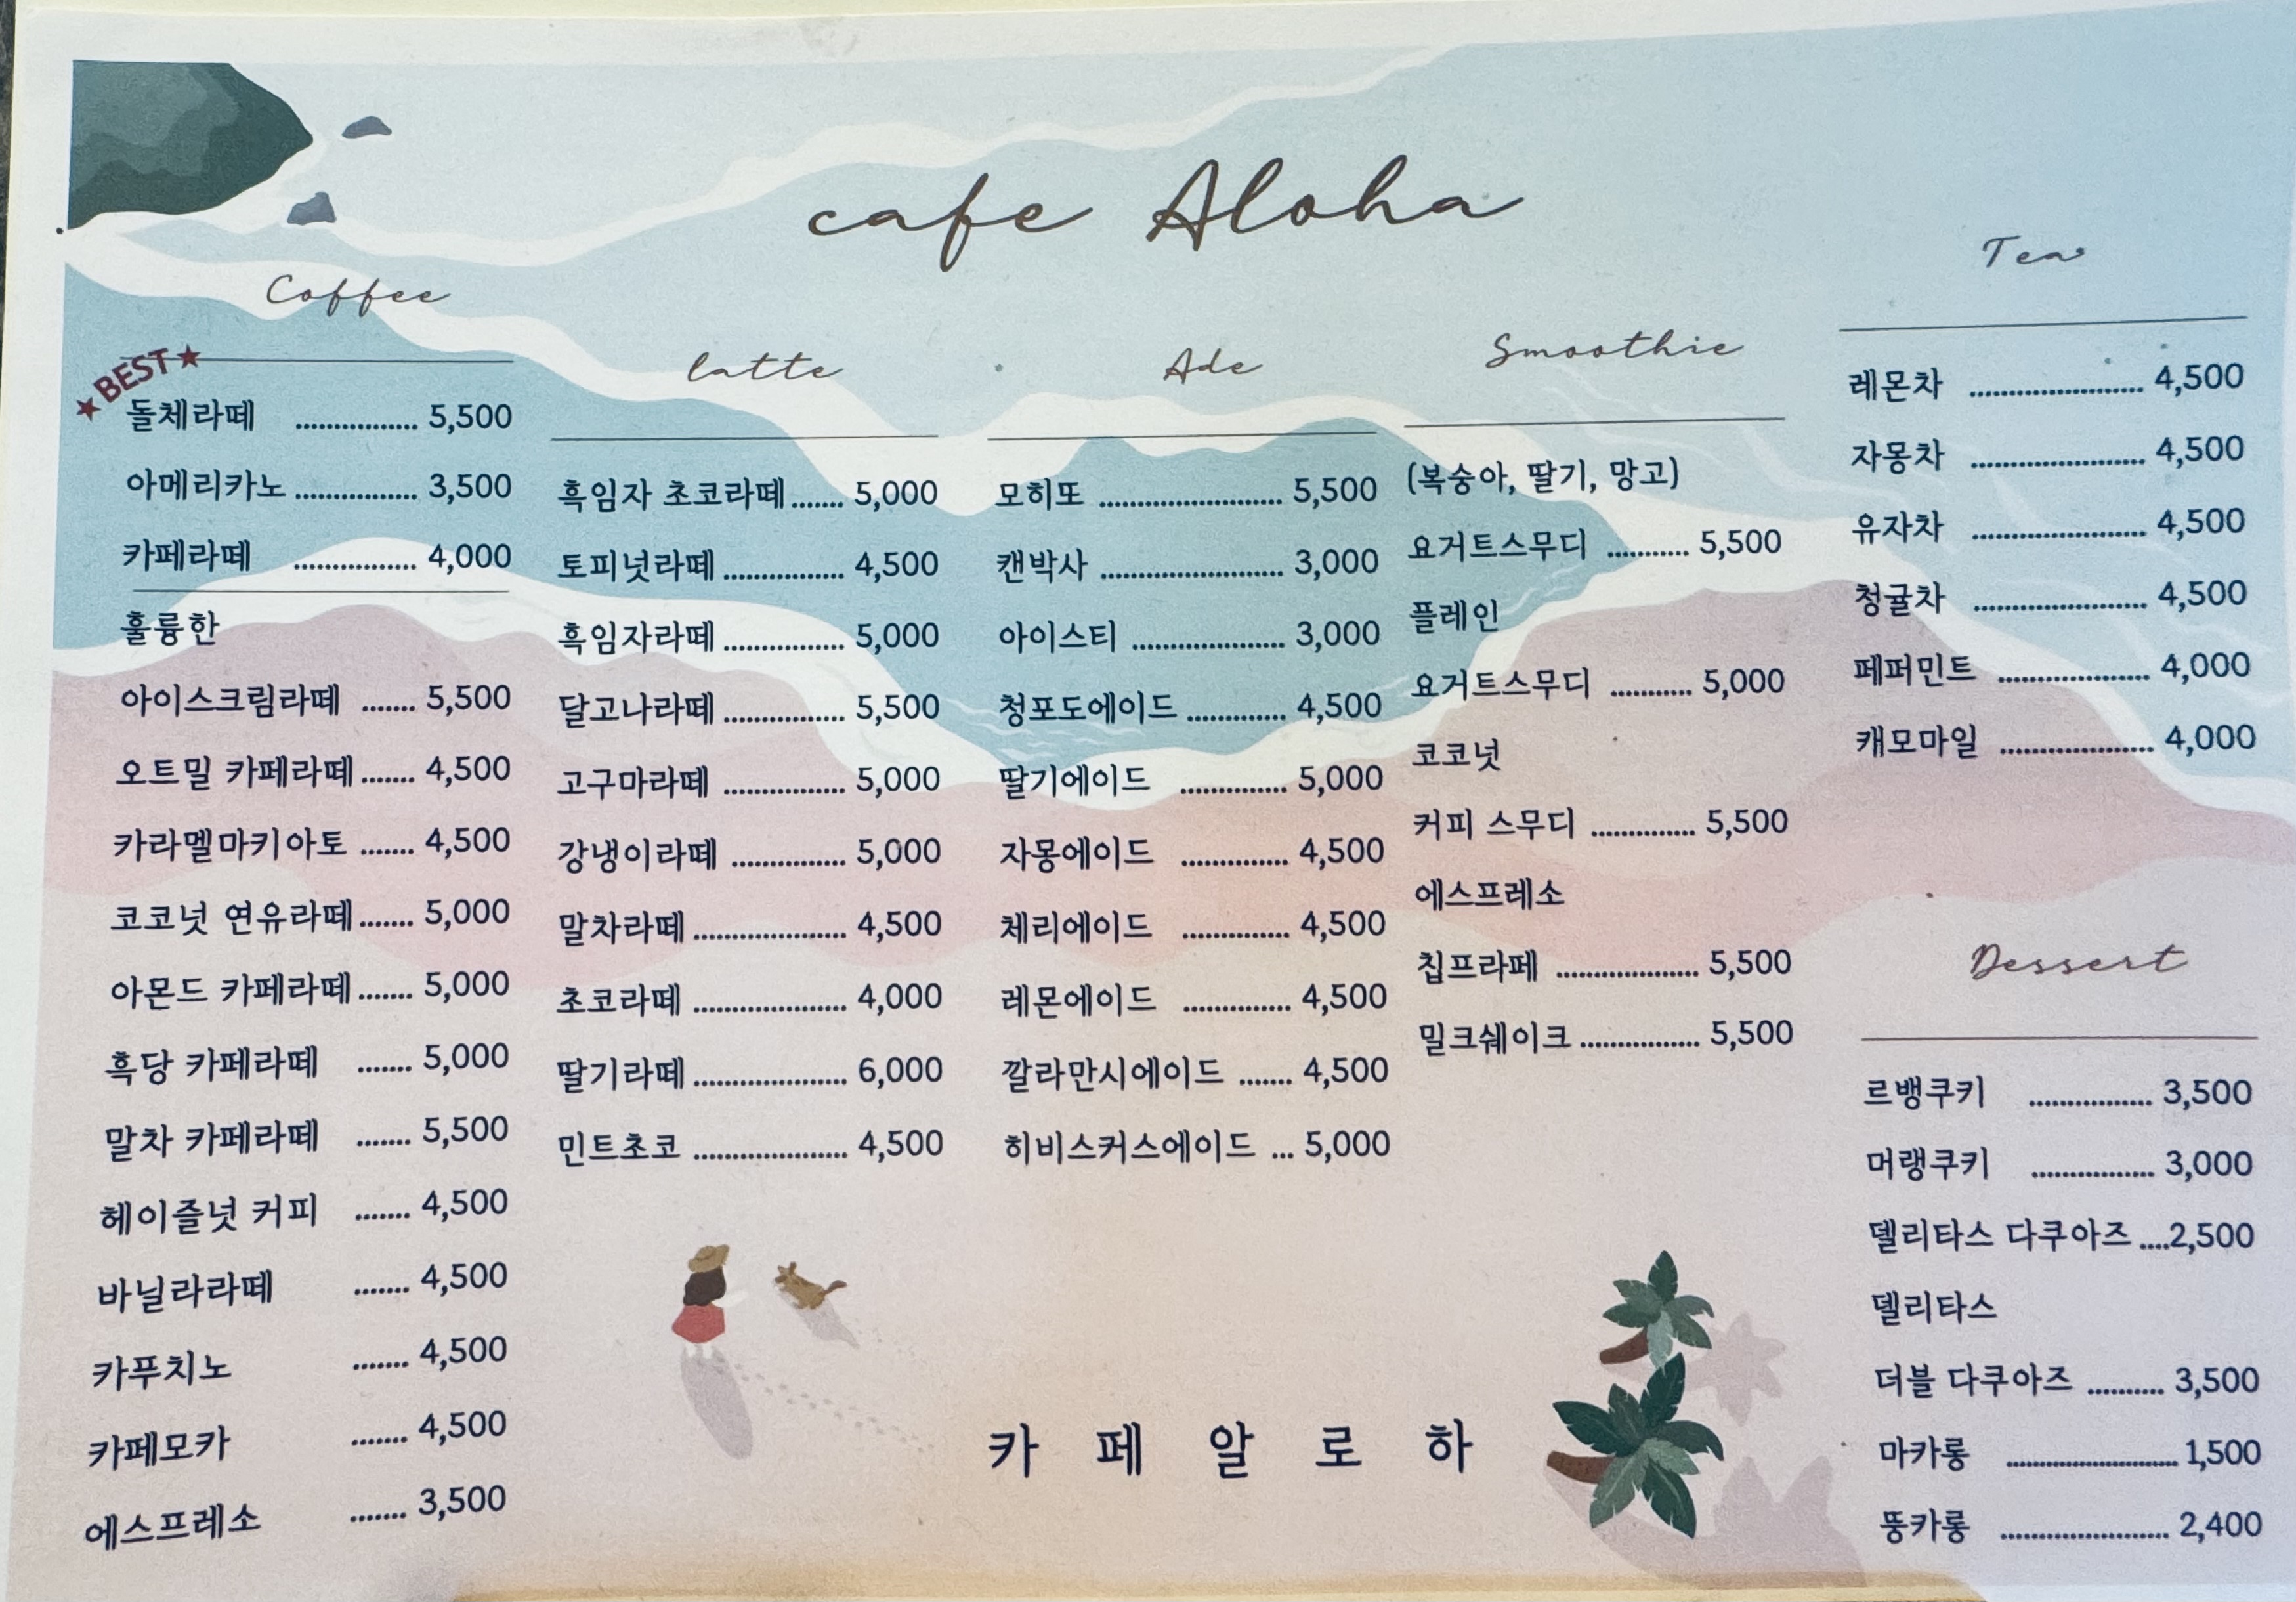 cafe Aloha
Coffee
★BEST★
돌체라떼 ................ 5,500
아메리카노 ................ 3,500
카페라떼 ................ 4,000
훌륭한
아이스크림라떼 ....... 5,500
오트밀 카페라떼 ....... 4,500
카라멜마키아토 ....... 4,500
코코넛 연유라떼 ....... 5,000
아몬드 카페라떼 ....... 5,000
흑당 카페라떼 ....... 5,000
말차 카페라떼 ....... 5,500
헤이즐넛 커피 ....... 4,500
바닐라라떼 ....... 4,500
카푸치노 ....... 4,500
카페모카 ....... 4,500
에스프레소 ....... 3,500
latte
흑임자 초코라떼 ....... 5,000
토피넛라떼 ................ 4,500
흑임자라떼 ................ 5,000
달고나라떼 ................ 5,500
고구마라떼 ................ 5,000
강냉이라떼 ............... 5,000
말차라떼 .................... 4,500
초코라떼 .................... 4,000
딸기라떼 .................... 6,000
민트초코 .................... 4,500
Ade
모히또 ........................ 5,500
캔박사 ........................ 3,000
아이스티 .................... 3,000
청포도에이드 ............. 4,500
딸기에이드 .............. 5,000
자몽에이드 .............. 4,500
체리에이드 .............. 4,500
레몬에이드 .............. 4,500
깔라만시에이드 ....... 4,500
히비스커스에이드 ... 5,000
Smoothie
(복숭아, 딸기, 망고)
요거트스무디 ........... 5,500
플레인
요거트스무디 ........... 5,000
코코넛
커피 스무디 .............. 5,500
에스프레소
칩프라페 ................... 5,500
밀크쉐이크 ................ 5,500
Tea
레몬차 ....................... 4,500
자몽차 ....................... 4,500
유자차 ....................... 4,500
청귤차 ....................... 4,500
페퍼민트 .................... 4,000
캐모마일 .................... 4,000
Dessert
르뱅쿠키 ................ 3,500
머랭쿠키 ................ 3,000
델리타스 다쿠아즈 ....2,500
델리타스
더블 다쿠아즈 .......... 3,500
마카롱 ....................... 1,500
뚱카롱 ...................... 2,400
카 페 알 로 하